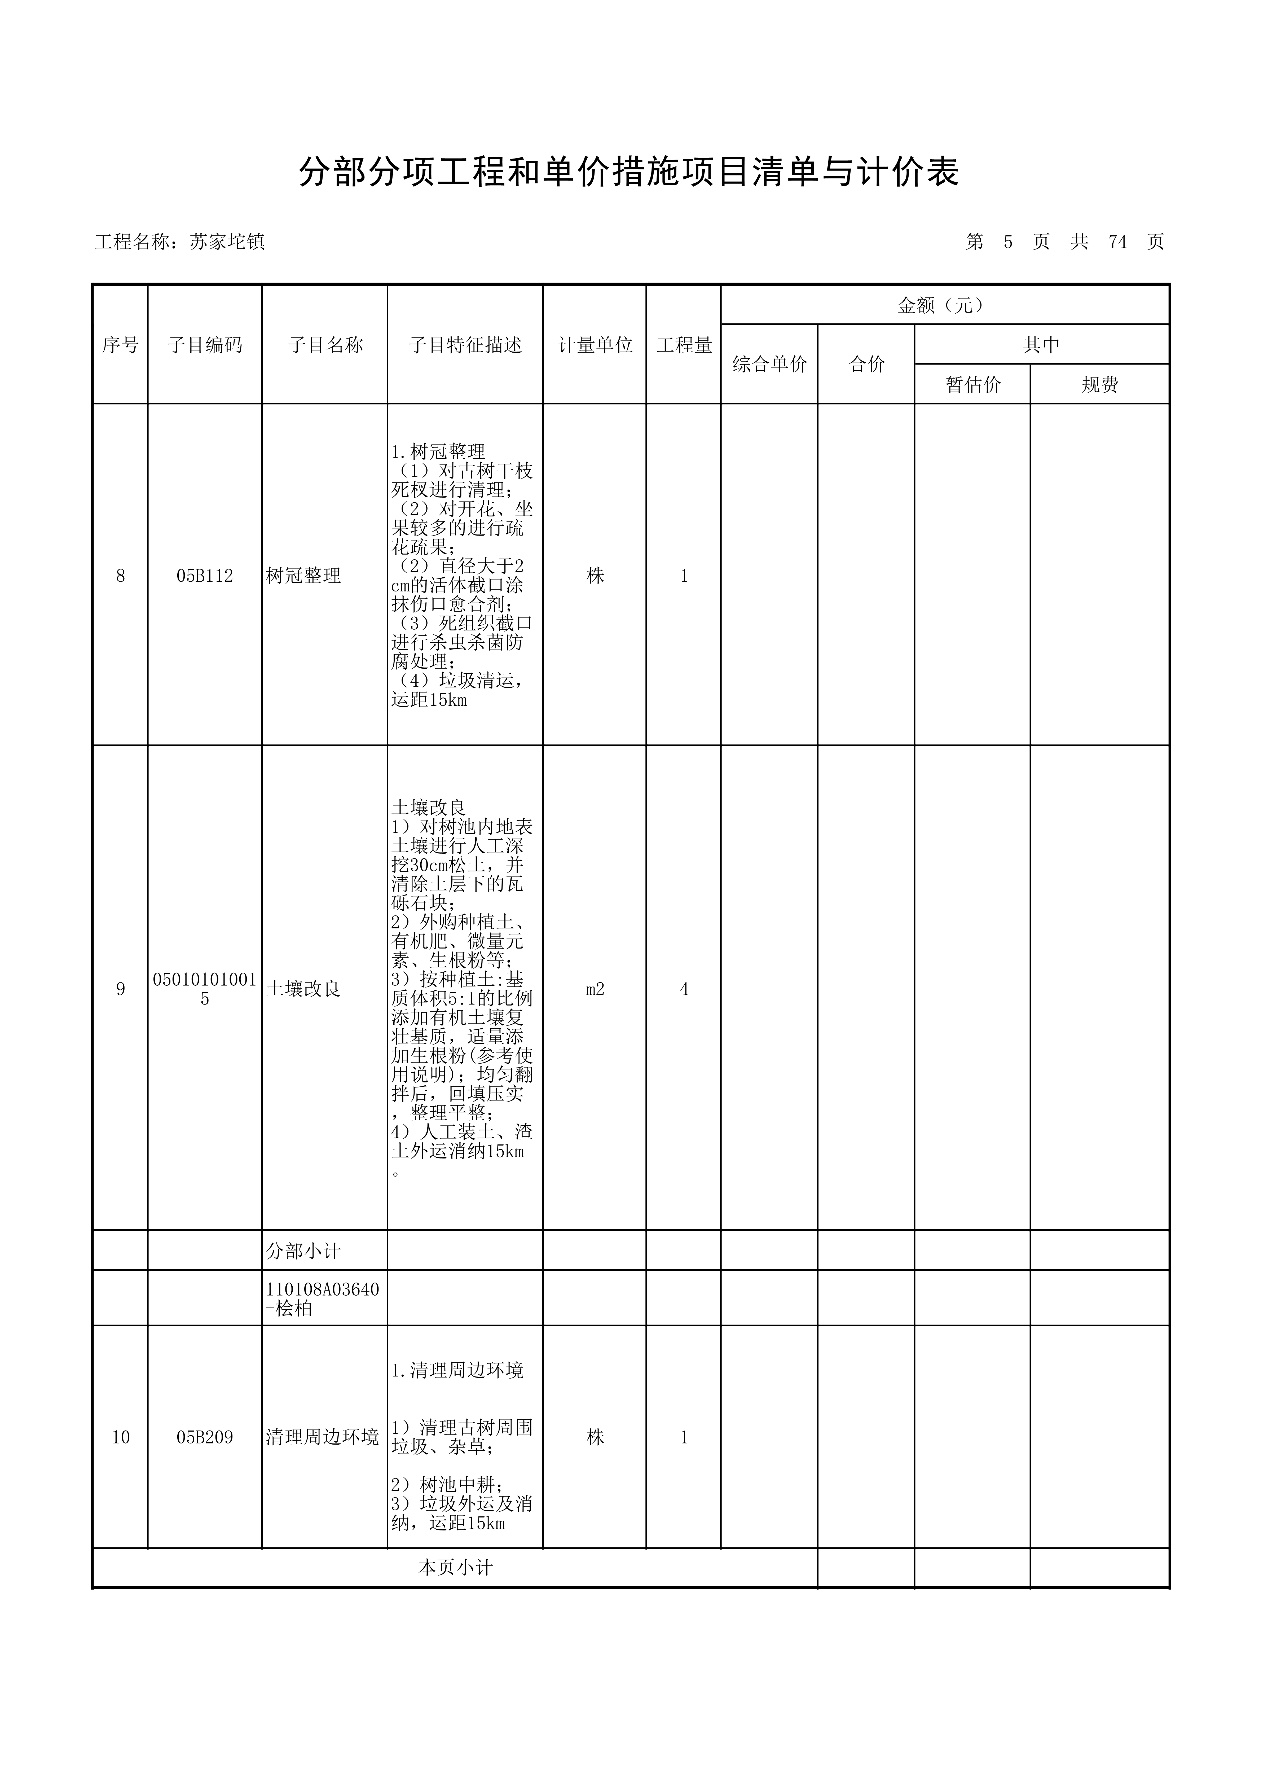 分部分项工程和单价措施项目清单与计价表
工程名称：苏家坨镇
第 5 页 共 74 页
序号
子目编码
子目名称
子目特征描述
计量单位
工程量
金额（元）
综合单价
合价
其中
暂估价
规费
8
05B112
树冠整理
1.树冠整理
（1）对古树干枝
死杈进行清理；
（2）对开花、坐
果较多的进行疏
花疏果；
（2）直径大于2
cm的活体截口涂
抹伤口愈合剂；
（3）死组织截口
进行杀虫杀菌防
腐处理；
（4）垃圾清运，
运距15km
株
1
9
05010101001
5
土壤改良
土壤改良
1）对树池内地表
土壤进行人工深
挖30cm松土，并
清除土层下的瓦
砾石块；
2）外购种植土、
有机肥、微量元
素、生根粉等；
3）按种植土:基
质体积5:1的比例
添加有机土壤复
壮基质，适量添
加生根粉(参考使
用说明)；均匀翻
拌后，回填压实
，整理平整；
4）人工装土、渣
土外运消纳15km
。
m2
4
分部小计
110108A03640
-桧柏
10
05B209
清理周边环境
1.清理周边环境
1）清理古树周围
垃圾、杂草；
2）树池中耕；
3）垃圾外运及消
纳，运距15km
株
1
本页小计